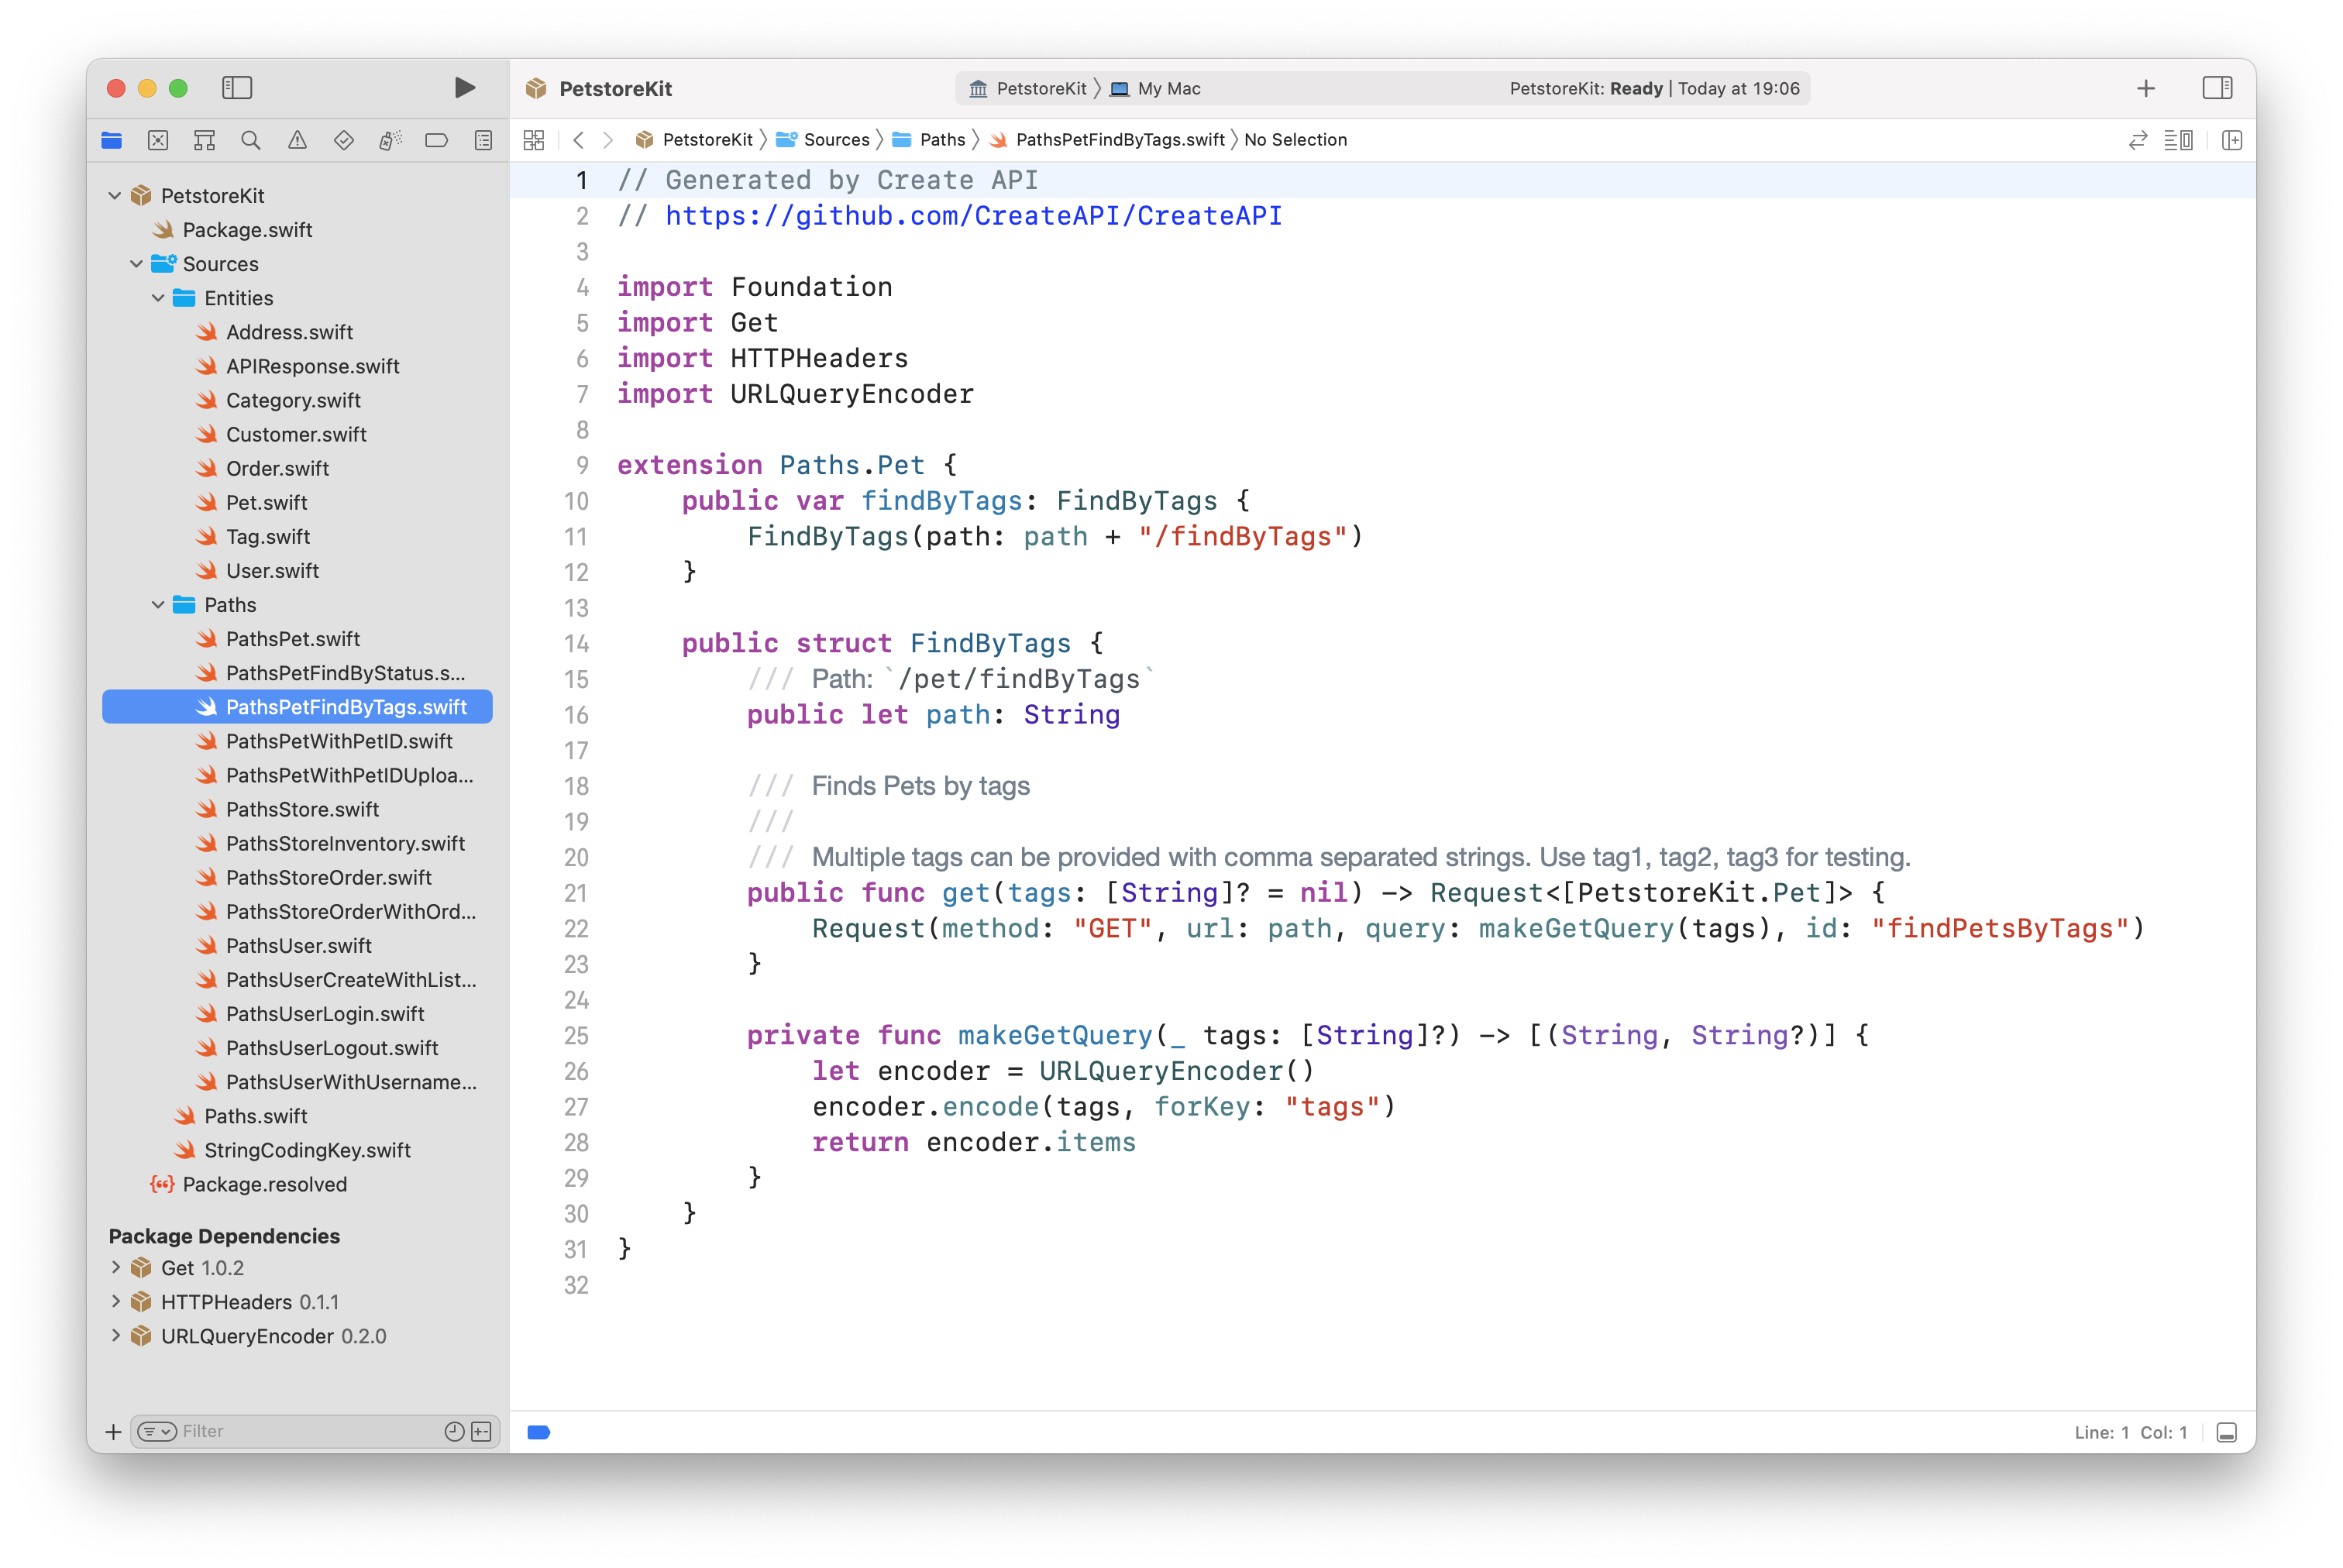 PetstoreKit
PetstoreKit
My Mac
PetstoreKit: Ready | Today at 19:06
PetstoreKit
Sources
Paths
PathsPetFindByTags.swift
No Selection
PetstoreKit
Package.swift
Sources
Entities
Address.swift
APIResponse.swift
Category.swift
Customer.swift
Order.swift
Pet.swift
Tag.swift
User.swift
Paths
PathsPet.swift
PathsPetFindByStatus.s...
PathsPetFindByTags.swift
PathsPetWithPetID.swift
PathsPetWithPetIDUploa...
PathsStore.swift
PathsStoreInventory.swift
PathsStoreOrder.swift
PathsStoreOrderWithOrd...
PathsUser.swift
PathsUserCreateWithList...
PathsUserLogin.swift
PathsUserLogout.swift
PathsUserWithUsername...
Paths.swift
StringCodingKey.swift
Package.resolved
Package Dependencies
Get 1.0.2
HTTPHeaders 0.1.1
URLQueryEncoder 0.2.0
Filter
1 // Generated by Create API
2 // https://github.com/CreateAPI/CreateAPI
3
4 import Foundation
5 import Get
6 import HTTPHeaders
7 import URLQueryEncoder
8
9 extension Paths.Pet {
10     public var findByTags: FindByTags {
11         FindByTags(path: path + "/findByTags")
12     }
13
14     public struct FindByTags {
15         /// Path: `/pet/findByTags`
16         public let path: String
17
18         /// Finds Pets by tags
19         ///
20         /// Multiple tags can be provided with comma separated strings. Use tag1, tag2, tag3 for testing.
21         public func get(tags: [String]? = nil) -> Request<[PetstoreKit.Pet]> {
22             Request(method: "GET", url: path, query: makeGetQuery(tags), id: "findPetsByTags")
23         }
24
25         private func makeGetQuery(_ tags: [String]?) -> [(String, String?)] {
26             let encoder = URLQueryEncoder()
27             encoder.encode(tags, forKey: "tags")
28             return encoder.items
29         }
30     }
31 }
32
Line: 1 Col: 1